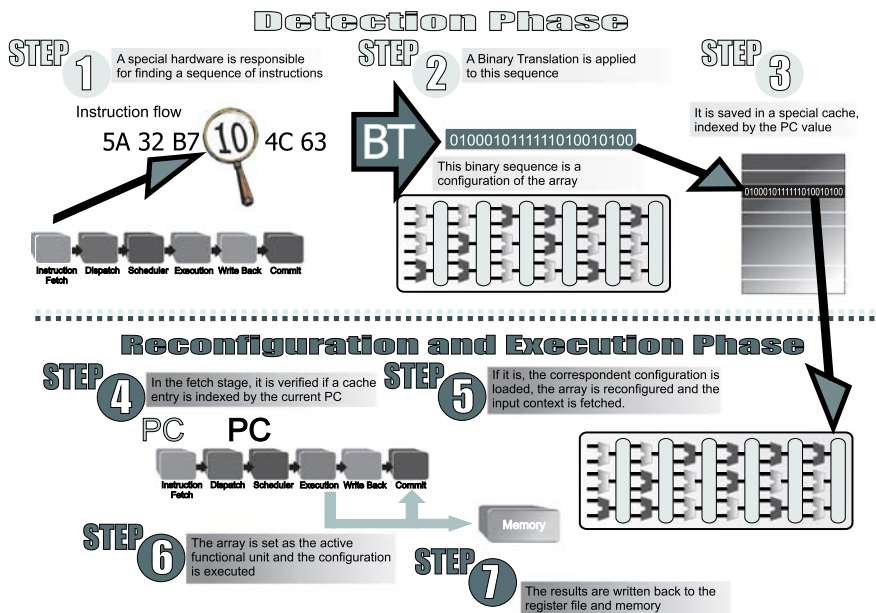 Detection Phase
STEP 1
A special hardware is responsible
for finding a sequence of instructions
STEP 2
A Binary Translation is applied
to this sequence
STEP 3
It is saved in a special cache,
indexed by the PC value
Instruction flow
5A 32 B7 10 4C 63
BT
010001011111101001010​0
This binary sequence is a
configuration of the array
010001011111101001010​0
Instruction
Fetch
Dispatch
Scheduler
Execution
Write Back
Commit
Reconfiguration and Execution Phase
STEP 4
In the fetch stage, it is verified if a cache
entry is indexed by the current PC
STEP 5
If it is, the correspondent configuration is
loaded, the array is reconfigured and the
input context is fetched.
PC PC
Instruction
Fetch
Dispatch
Scheduler
Execution
Write Back
Commit
Memory
STEP 6
The array is set as the active
functional unit and the configuration
is executed
STEP 7
The results are written back to the
register file and memory